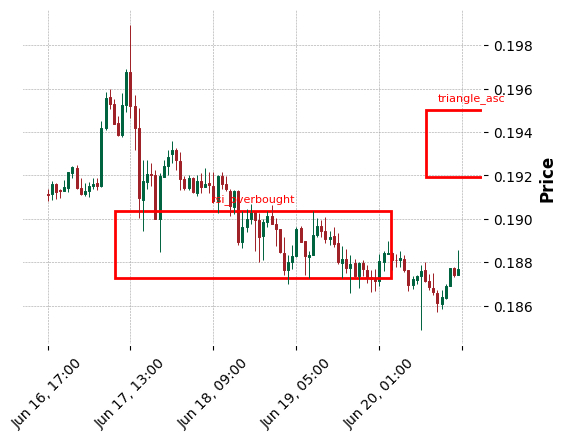 0.198
0.196
triangle_asc
0.194
0.192
rsi_overbought
0.190
0.188
0.186
Price
Jun 16, 17:00
Jun 17, 13:00
Jun 18, 09:00
Jun 19, 05:00
Jun 20, 01:00